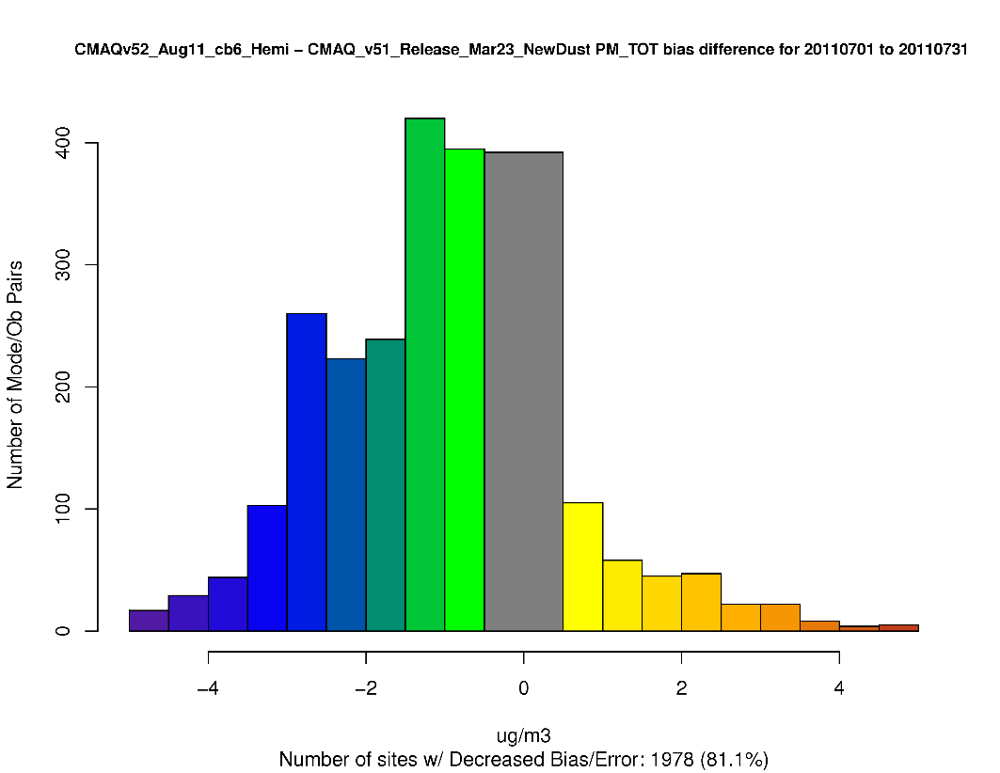 CMAQv52_Aug11_cb6_Hemi − CMAQ_v51_Release_Mar23_NewDust PM_TOT bias difference for 20110701 to 20110731
Number of Mode/Ob Pairs
400
300
200
100
0
−4 −2 0 2 4
ug/m3
Number of sites w/ Decreased Bias/Error: 1978 (81.1%)